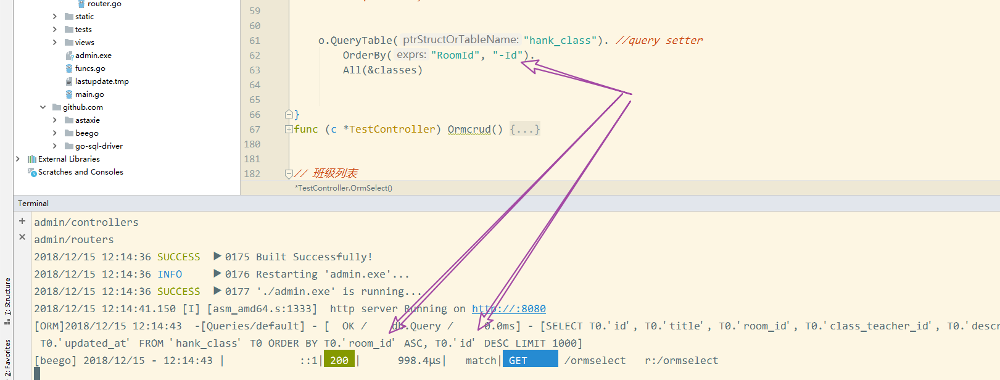 router.go
static
tests
views
admin.exe
funcs.go
lastupdate.tmp
main.go
github.com
astaxie
beego
go-sql-driver
External Libraries
Scratches and Consoles
59
60
61 o.QueryTable( ptrStructOrTableName: "hank_class"). //query setter
62 OrderBy( exprs: "RoomId", "-Id").
63 All(&classes)
64
65
66 }
67 func (c *TestController) Ormcrud() {...}
180
181
182 // 班级列表
*TestController.OrmSelect()
Terminal
admin/controllers
admin/routers
2018/12/15 12:14:36 SUCCESS ▶ 0175 Built Successfully!
2018/12/15 12:14:36 INFO ▶ 0176 Restarting 'admin.exe'...
2018/12/15 12:14:36 SUCCESS ▶ 0177 './admin.exe' is running...
2018/12/15 12:14:41.150 [I] [asm_amd64.s:1333] http server Running on http://:8080
[ORM]2018/12/15 12:14:43 -[Queries/default] - [ OK / db.Query / 0.0ms] - [SELECT T0.'id', T0.'title', T0.'room_id', T0.'class_teacher_id', T0.'descr
T0.'updated_at' FROM 'hank_class' T0 ORDER BY T0.'room_id' ASC, T0.'id' DESC LIMIT 1000]
[beego] 2018/12/15 - 12:14:43 | ::1| 200 | 998.4µs| match| GET /ormselect r:/ormselect
7: Structure
2: Favorites